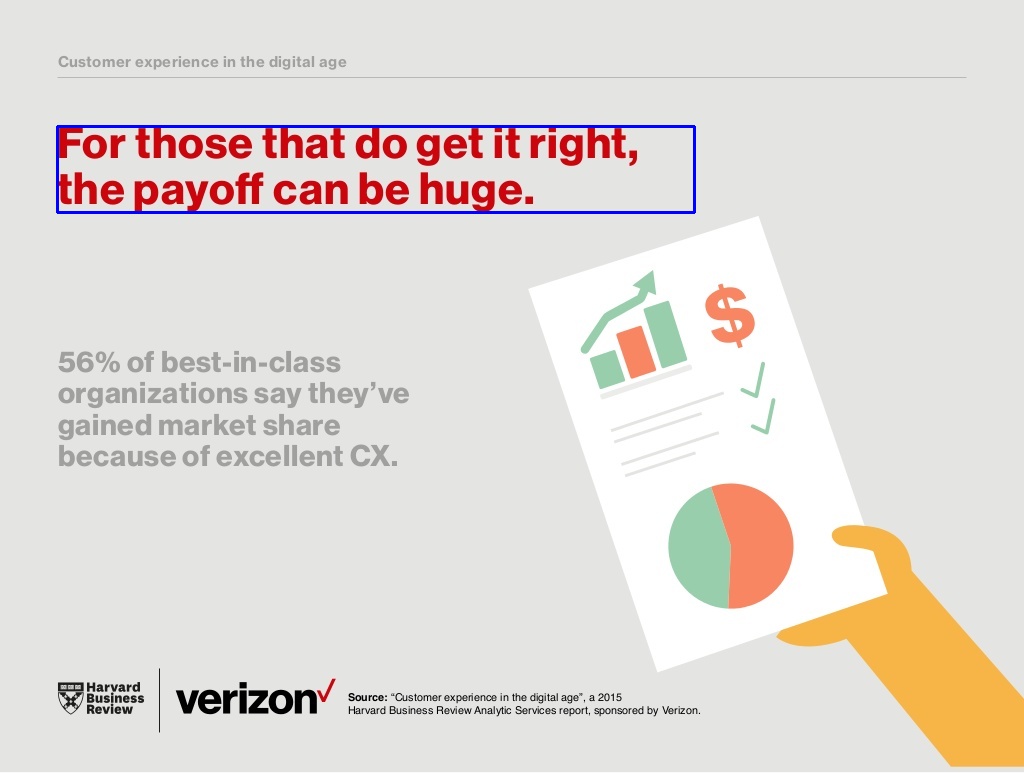 Customer experience in the digital age
For those that do get it right,
the payoff can be huge.
$
56% of best-in-class
organizations say they’ve
gained market share
because of excellent CX.
Harvard
Business
Review
verizon✓
Source: “Customer experience in the digital age”, a 2015
Harvard Business Review Analytic Services report, sponsored by Verizon.